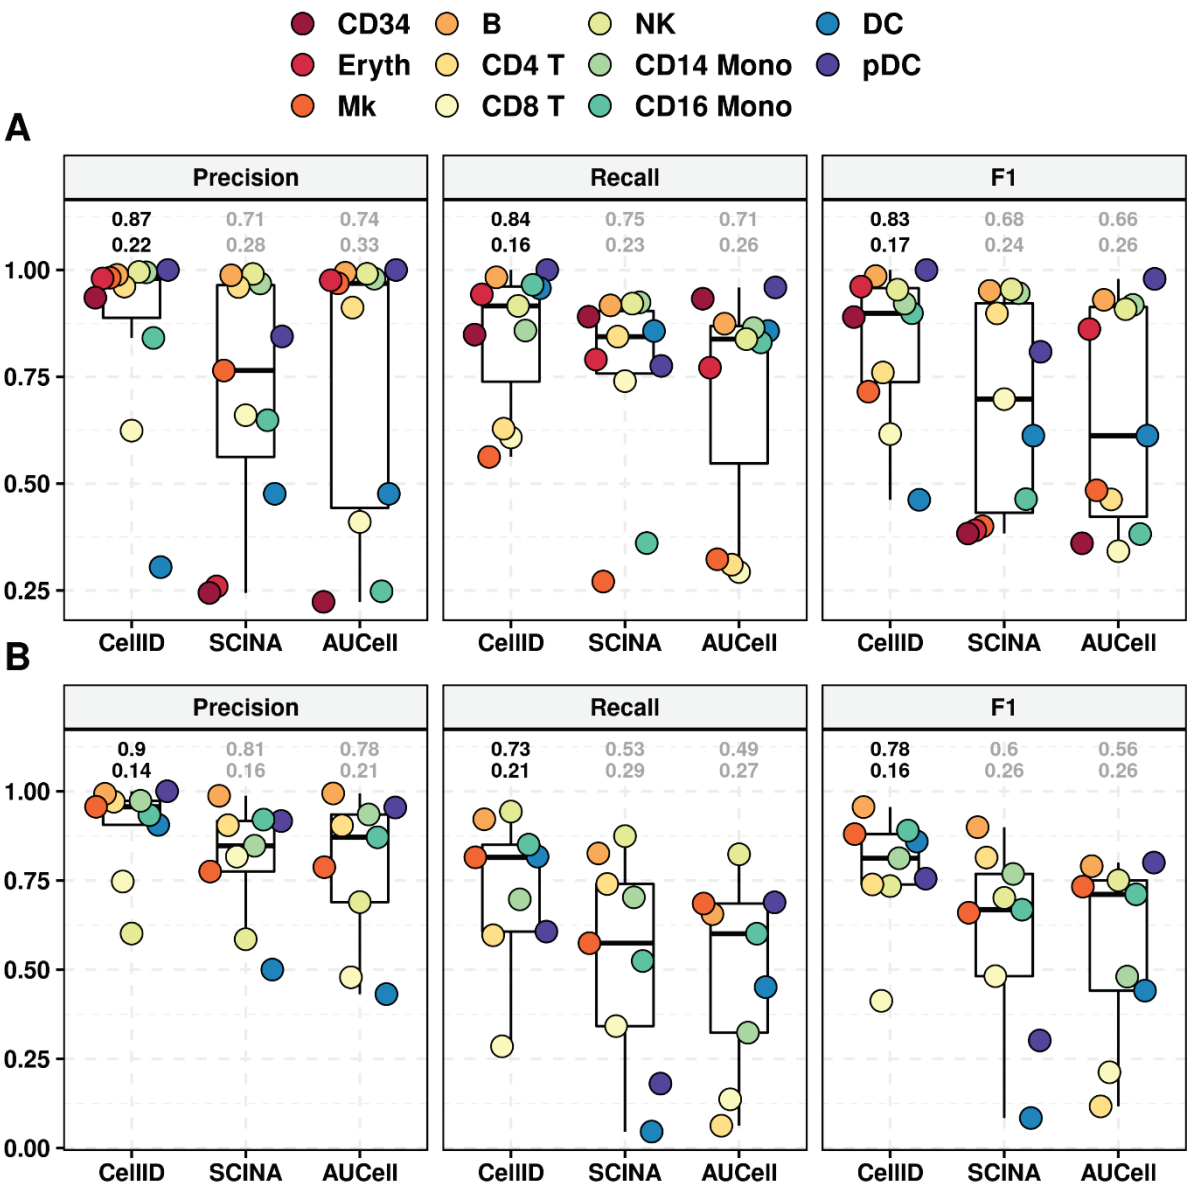 CD34 B NK DC
Eryth CD4 T CD14 Mono pDC
Mk CD8 T CD16 Mono
A
Precision Recall F1
0.87 0.71 0.74 0.84 0.75 0.71 0.83 0.68 0.66
0.22 0.28 0.33 0.16 0.23 0.26 0.17 0.24 0.26
1.00
0.75
0.50
0.25
CellID SCINA AUCell CellID SCINA AUCell CellID SCINA AUCell
B
Precision Recall F1
0.9 0.81 0.78 0.73 0.53 0.49 0.78 0.6 0.56
0.14 0.16 0.21 0.21 0.29 0.27 0.16 0.26 0.26
1.00
0.75
0.50
0.25
0.00
CellID SCINA AUCell CellID SCINA AUCell CellID SCINA AUCell